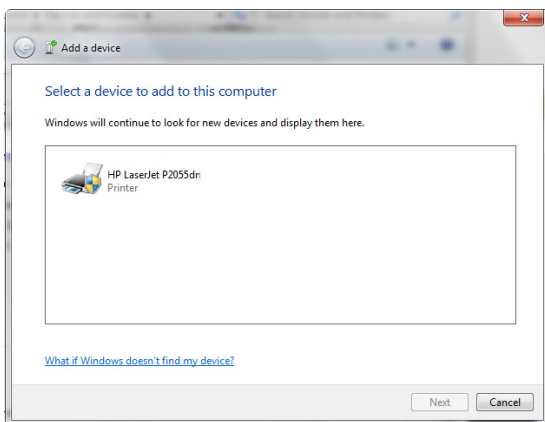 Add a device
Select a device to add to this computer
Windows will continue to look for new devices and display them here.
HP LaserJet P2055dn
Printer
What if Windows doesn't find my device?
Next
Cancel